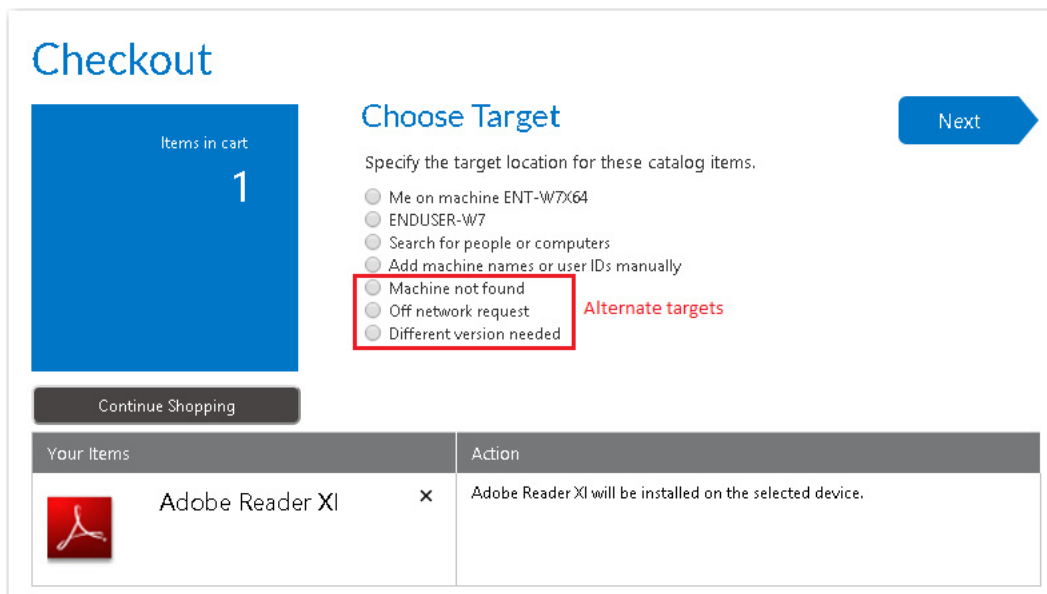 Checkout
Items in cart
1
Choose Target
Next
Specify the target location for these catalog items.
Me on machine ENT-W7X64
ENDUSER-W7
Search for people or computers
Add machine names or user IDs manually
Machine not found
Off network request
Different version needed
Alternate targets
Continue Shopping
Your Items
Action
Adobe Reader XI
×
Adobe Reader XI will be installed on the selected device.